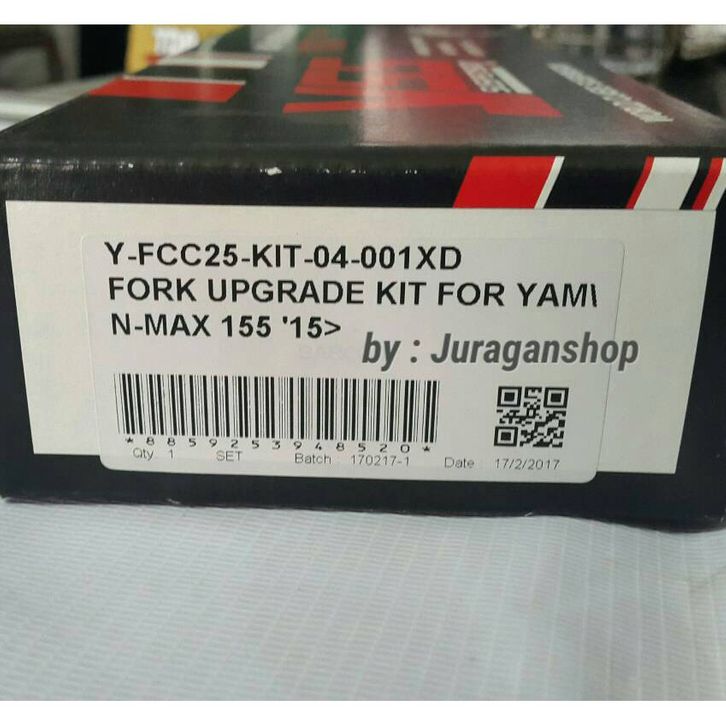 Y-FCC25-KIT-04-001XD
FORK UPGRADE KIT FOR YAM
N-MAX 155 '15>
by : Juraganshop
*8859253948520*
Qty. 1 SET Batch : 170217-1 Date : 17/2/2017